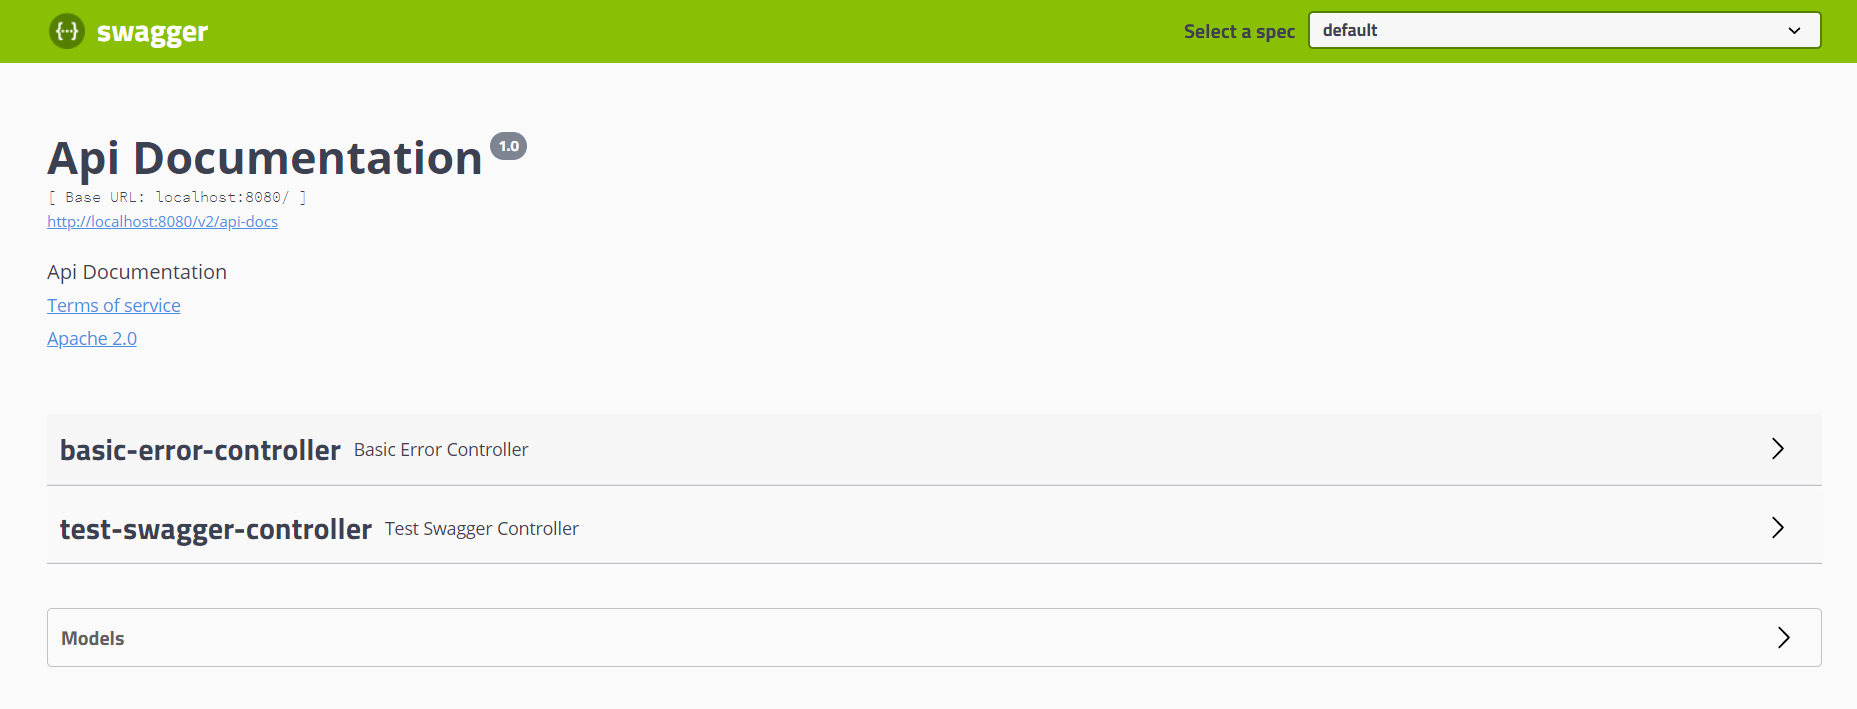 {···} swagger
Select a spec default
Api Documentation 1.0
[ Base URL: localhost:8080/ ]
http://localhost:8080/v2/api-docs
Api Documentation
Terms of service
Apache 2.0
basic-error-controller Basic Error Controller
test-swagger-controller Test Swagger Controller
Models